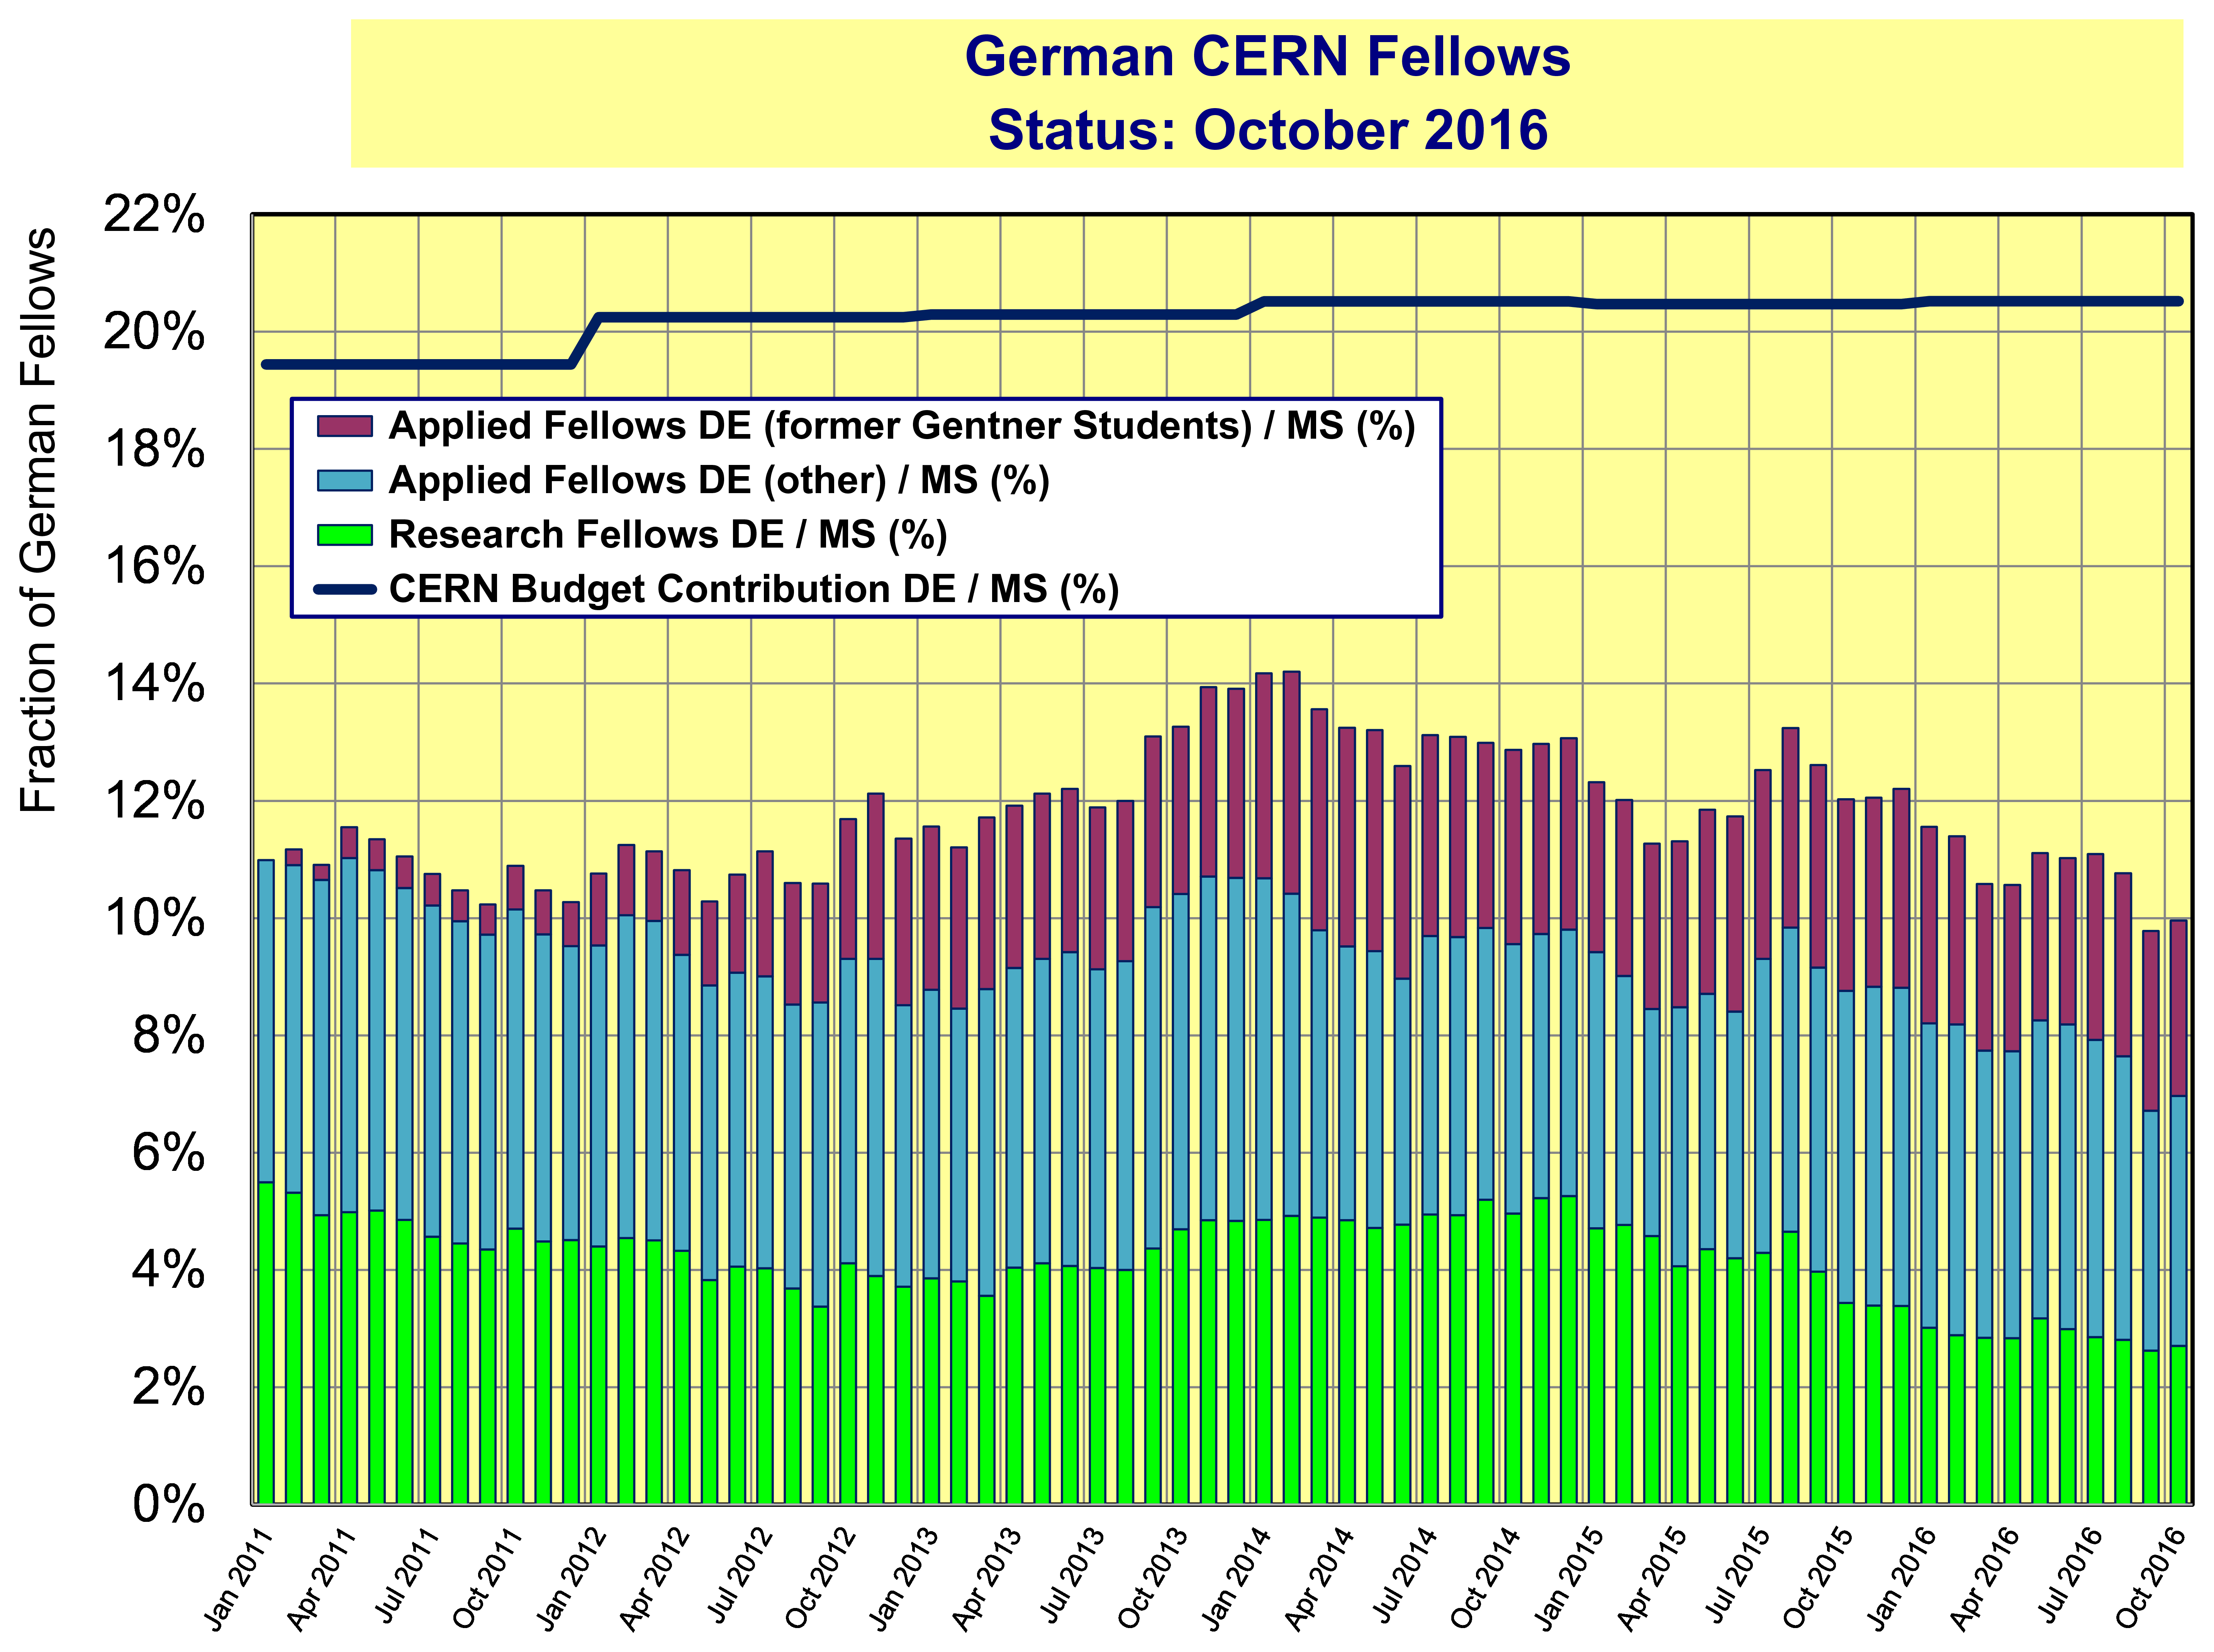 German CERN Fellows
Status: October 2016
Fraction of German Fellows
22%
20%
18%
16%
14%
12%
10%
8%
6%
4%
2%
0%
Applied Fellows DE (former Gentner Students) / MS (%)
Applied Fellows DE (other) / MS (%)
Research Fellows DE / MS (%)
CERN Budget Contribution DE / MS (%)
Jan 2011
Apr 2011
Jul 2011
Oct 2011
Jan 2012
Apr 2012
Jul 2012
Oct 2012
Jan 2013
Apr 2013
Jul 2013
Oct 2013
Jan 2014
Apr 2014
Jul 2014
Oct 2014
Jan 2015
Apr 2015
Jul 2015
Oct 2015
Jan 2016
Apr 2016
Jul 2016
Oct 2016